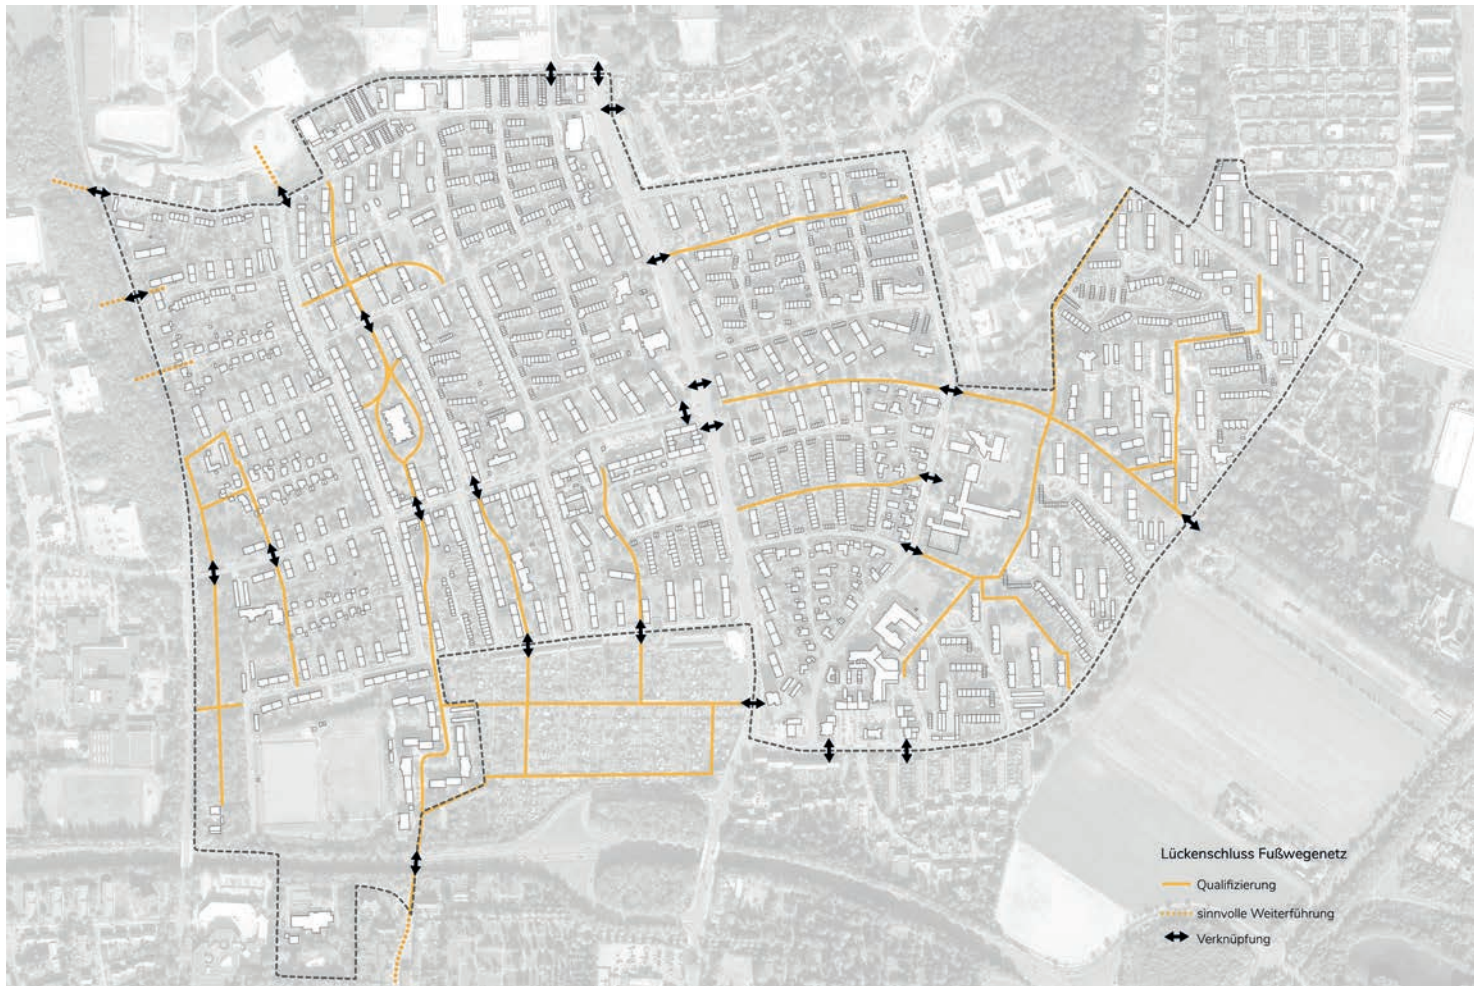 Lückenschluss Fußwegenetz
Qualifizierung
sinnvolle Weiterführung
Verknüpfung